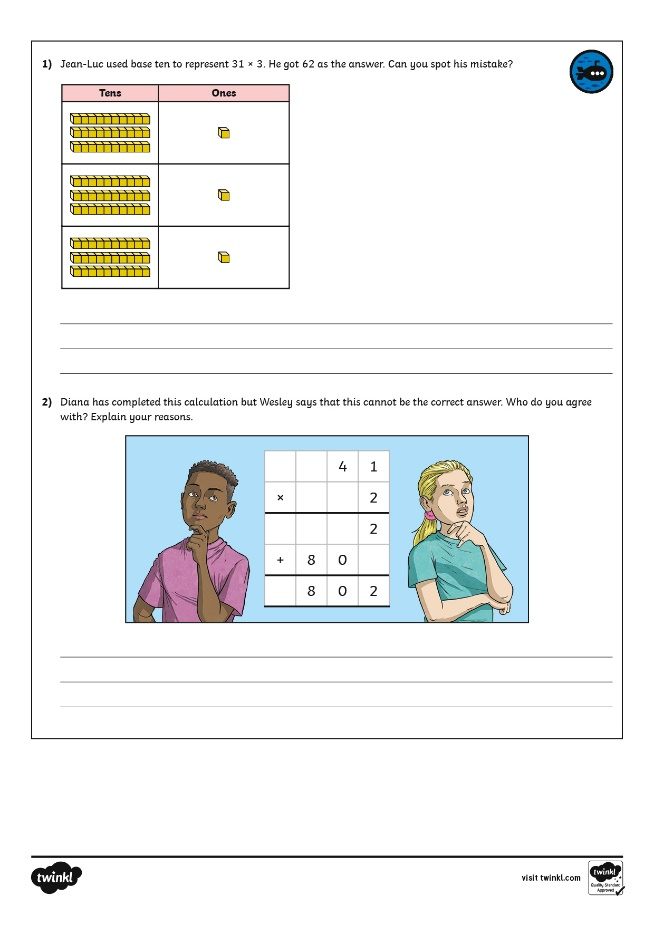 1) Jean-Luc used base ten to represent 31 × 3. He got 62 as the answer. Can you spot his mistake?
Tens Ones
2) Diana has completed this calculation but Wesley says that this cannot be the correct answer. Who do you agree
with? Explain your reasons.
4 1
× 2
2
+ 8 0
8 0 2
twinkl
visit twinkl.com
twinkl
Quality Standard
Approved